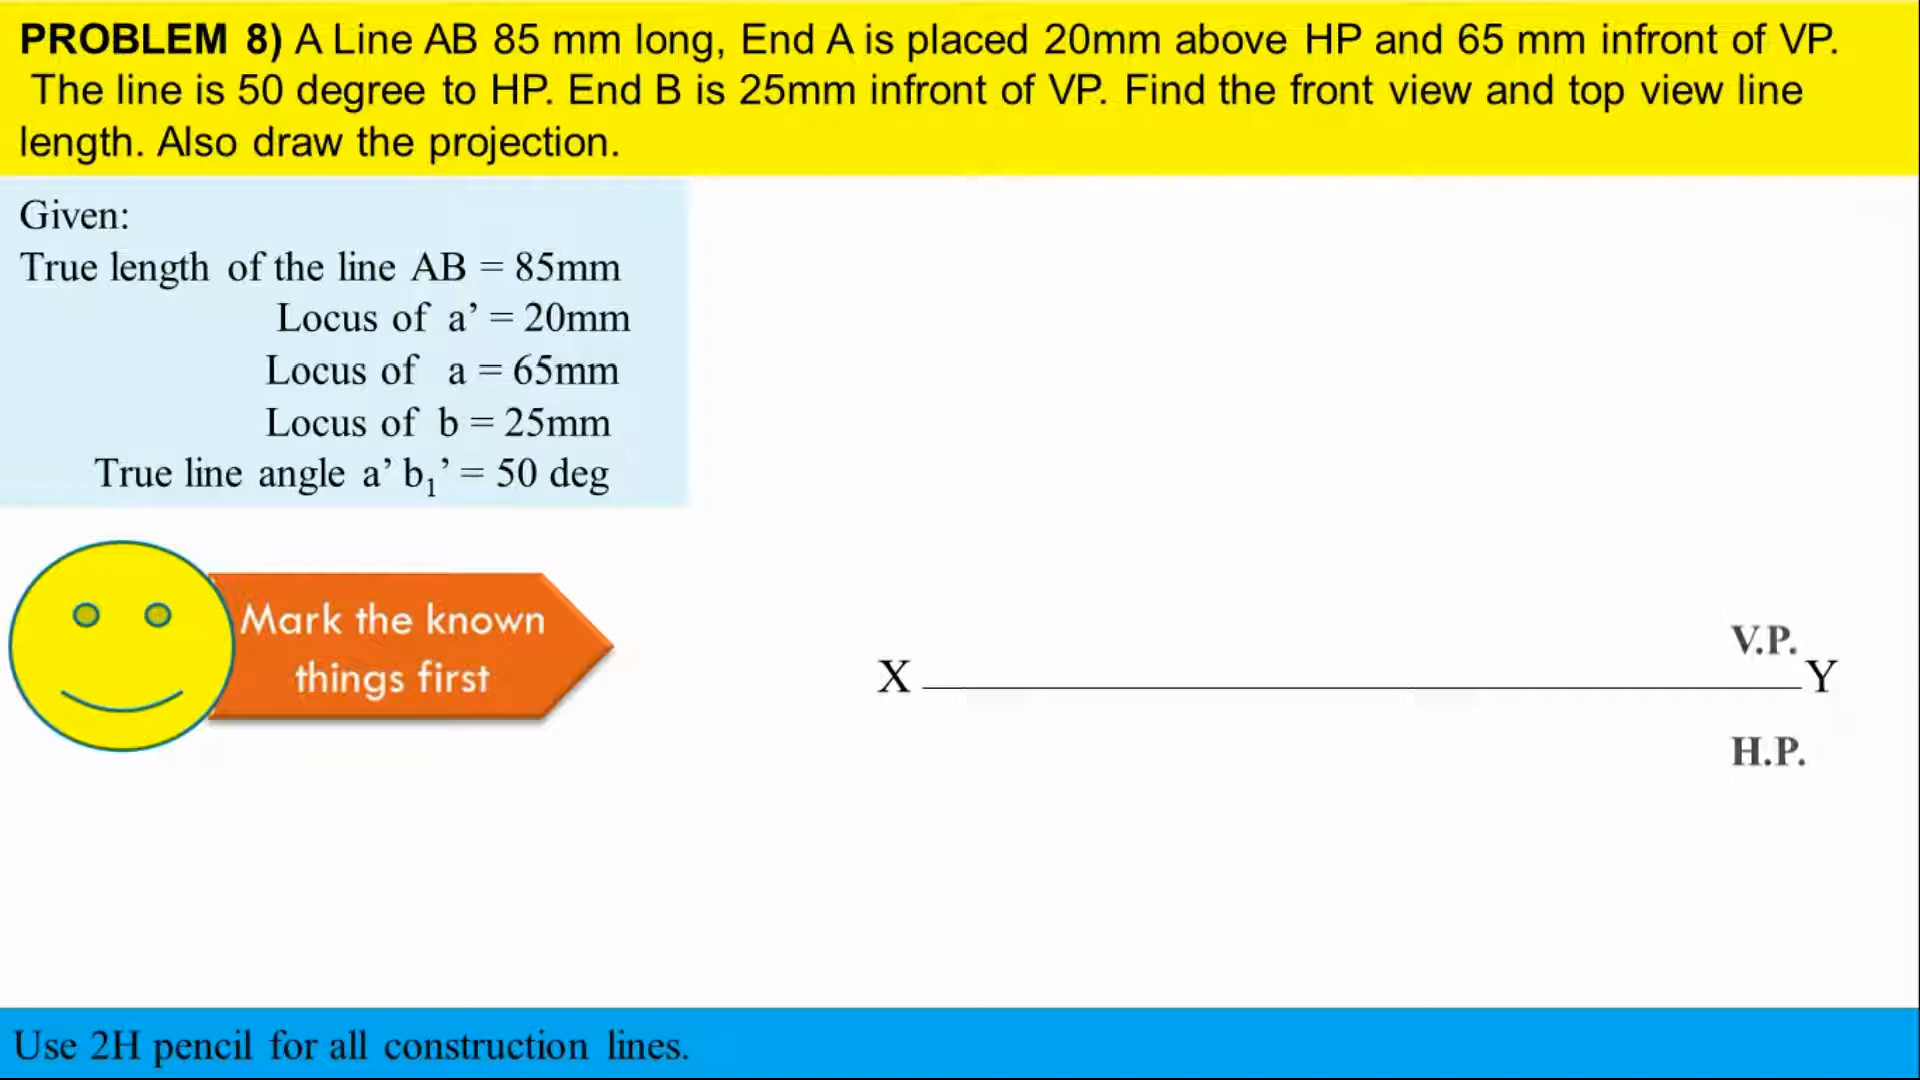 PROBLEM 8) A Line AB 85 mm long, End A is placed 20mm above HP and 65 mm infront of VP.
The line is 50 degree to HP. End B is 25mm infront of VP. Find the front view and top view line
length. Also draw the projection.
Given:
True length of the line AB = 85mm
Locus of a’ = 20mm
Locus of a = 65mm
Locus of b = 25mm
True line angle a’ b₁’ = 50 deg
Mark the known
things first
V.P.
X Y
H.P.
Use 2H pencil for all construction lines.